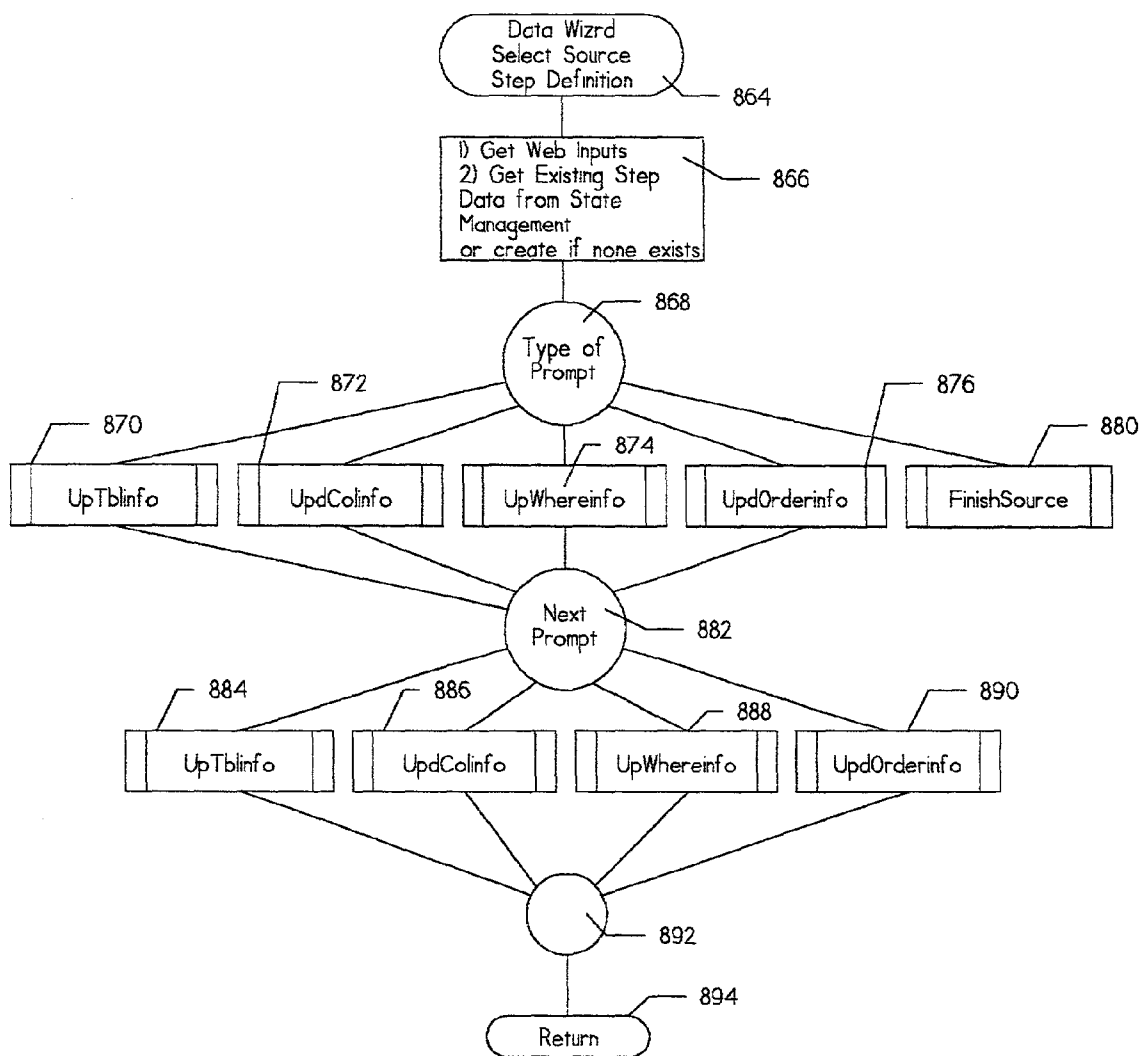 Data Wizrd
Select Source
Step Definition
864
1) Get Web Inputs
2) Get Existing Step
Data from State
Management
or create if none exists
866
868
Type of
Prompt
870
872
874
876
880
UpTblinfo
UpdColinfo
UpWhereinfo
UpdOrderinfo
FinishSource
Next
Prompt
882
884
886
888
890
UpTblinfo
UpdColinfo
UpWhereinfo
UpdOrderinfo
892
894
Return